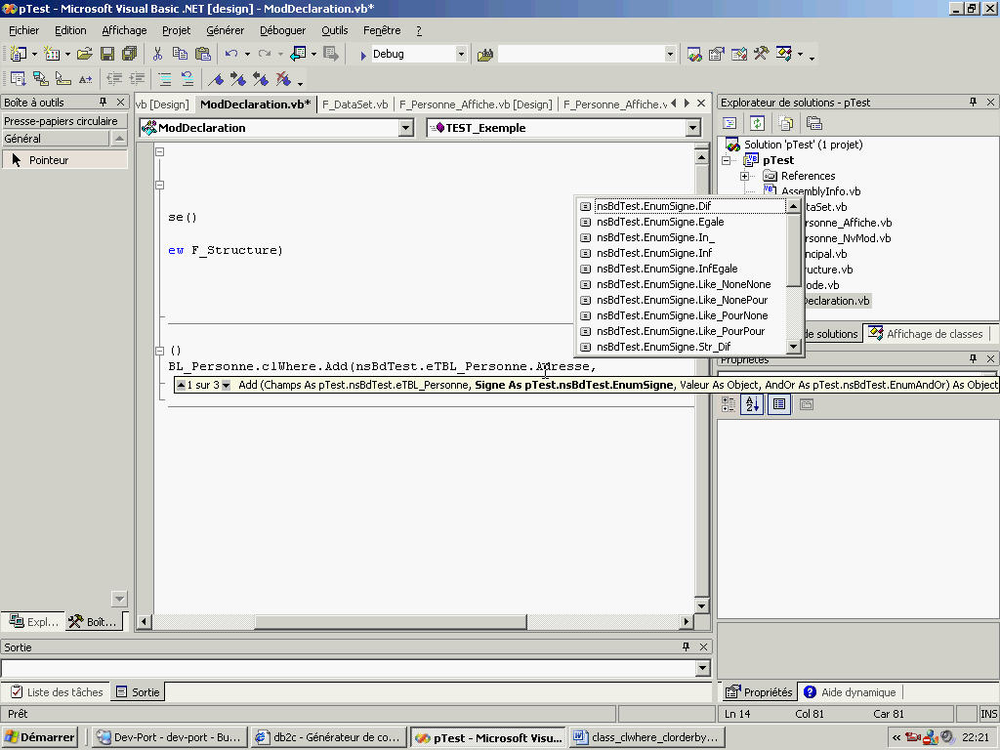 pTest - Microsoft Visual Basic .NET [design] - ModDeclaration.vb*
Fichier Edition Affichage Projet Générer Déboguer Outils Fenêtre ?
Debug
Boîte à outils
Presse-papiers circulaire
Général
Pointeur
vb [Design] ModDeclaration.vb* F_DataSet.vb F_Personne_Affiche.vb [Design] F_Personne_Affiche.v
ModDeclaration TEST_Exemple
se()
ew F_Structure)
()
BL_Personne.clWhere.Add(nsBdTest.eTBL_Personne.Adresse,
nsBdTest.EnumSigne.Dif
nsBdTest.EnumSigne.Egale
nsBdTest.EnumSigne.In_
nsBdTest.EnumSigne.Inf
nsBdTest.EnumSigne.InfEgale
nsBdTest.EnumSigne.Like_NoneNone
nsBdTest.EnumSigne.Like_NonePour
nsBdTest.EnumSigne.Like_PourNone
nsBdTest.EnumSigne.Like_PourPour
nsBdTest.EnumSigne.Str_Dif
1 sur 3 Add (Champs As pTest.nsBdTest.eTBL_Personne, Signe As pTest.nsBdTest.EnumSigne, Valeur As Object, AndOr As pTest.nsBdTest.EnumAndOr) As Object
Explorateur de solutions - pTest
Solution 'pTest' (1 projet)
pTest
References
AssemblyInfo.vb
taSet.vb
rsonne_Affiche.vb
rsonne_NvMod.vb
ncipal.vb
ructure.vb
ode.vb
Declaration.vb
de solutions Affichage de classes
Propriétés
Expl... Boît...
Sortie
Liste des tâches Sortie
Propriétés Aide dynamique
Prêt Ln 14 Col 81 Car 81 INS
Démarrer Dev-Port - dev-port - Bu... db2c - Générateur de co... pTest - Microsoft Visu... class_clwhere_clorderby... « 22:21